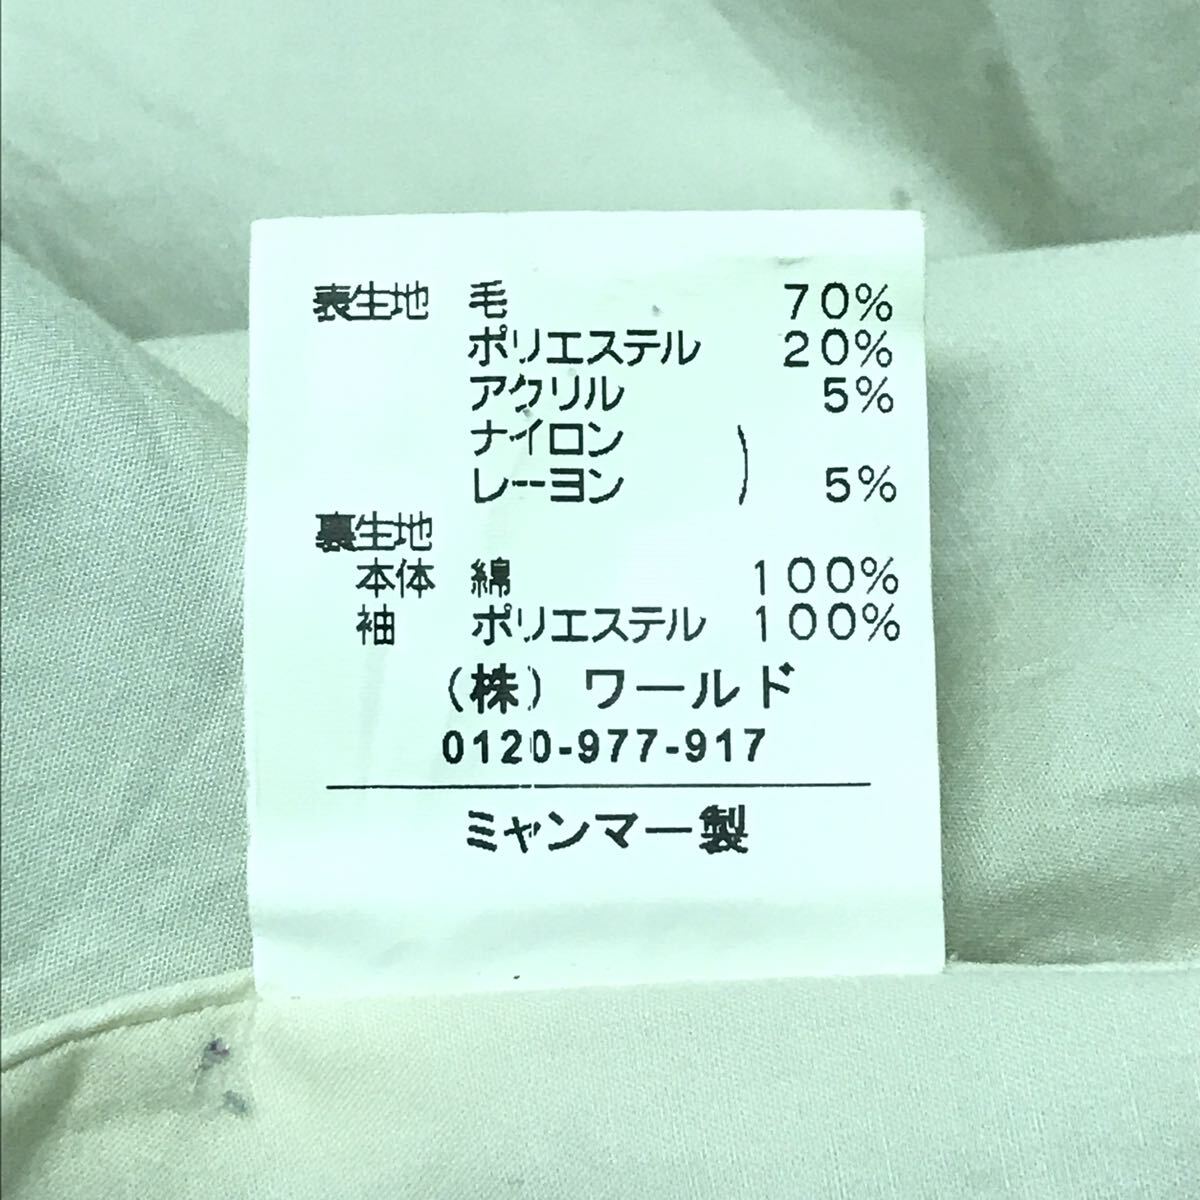 表生地 毛 70%
ポリエステル 20%
アクリル 5%
ナイロン )
レーヨン ) 5%
裏生地
本体 綿 100%
袖 ポリエステル 100%
(株) ワールド
0120-977-917
ミャンマー製